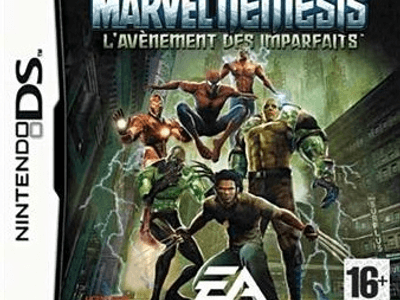 MARVEL NEMESIS
L'AVÈNEMENT DES IMPARFAITS
NINTENDO DS
EA
16+